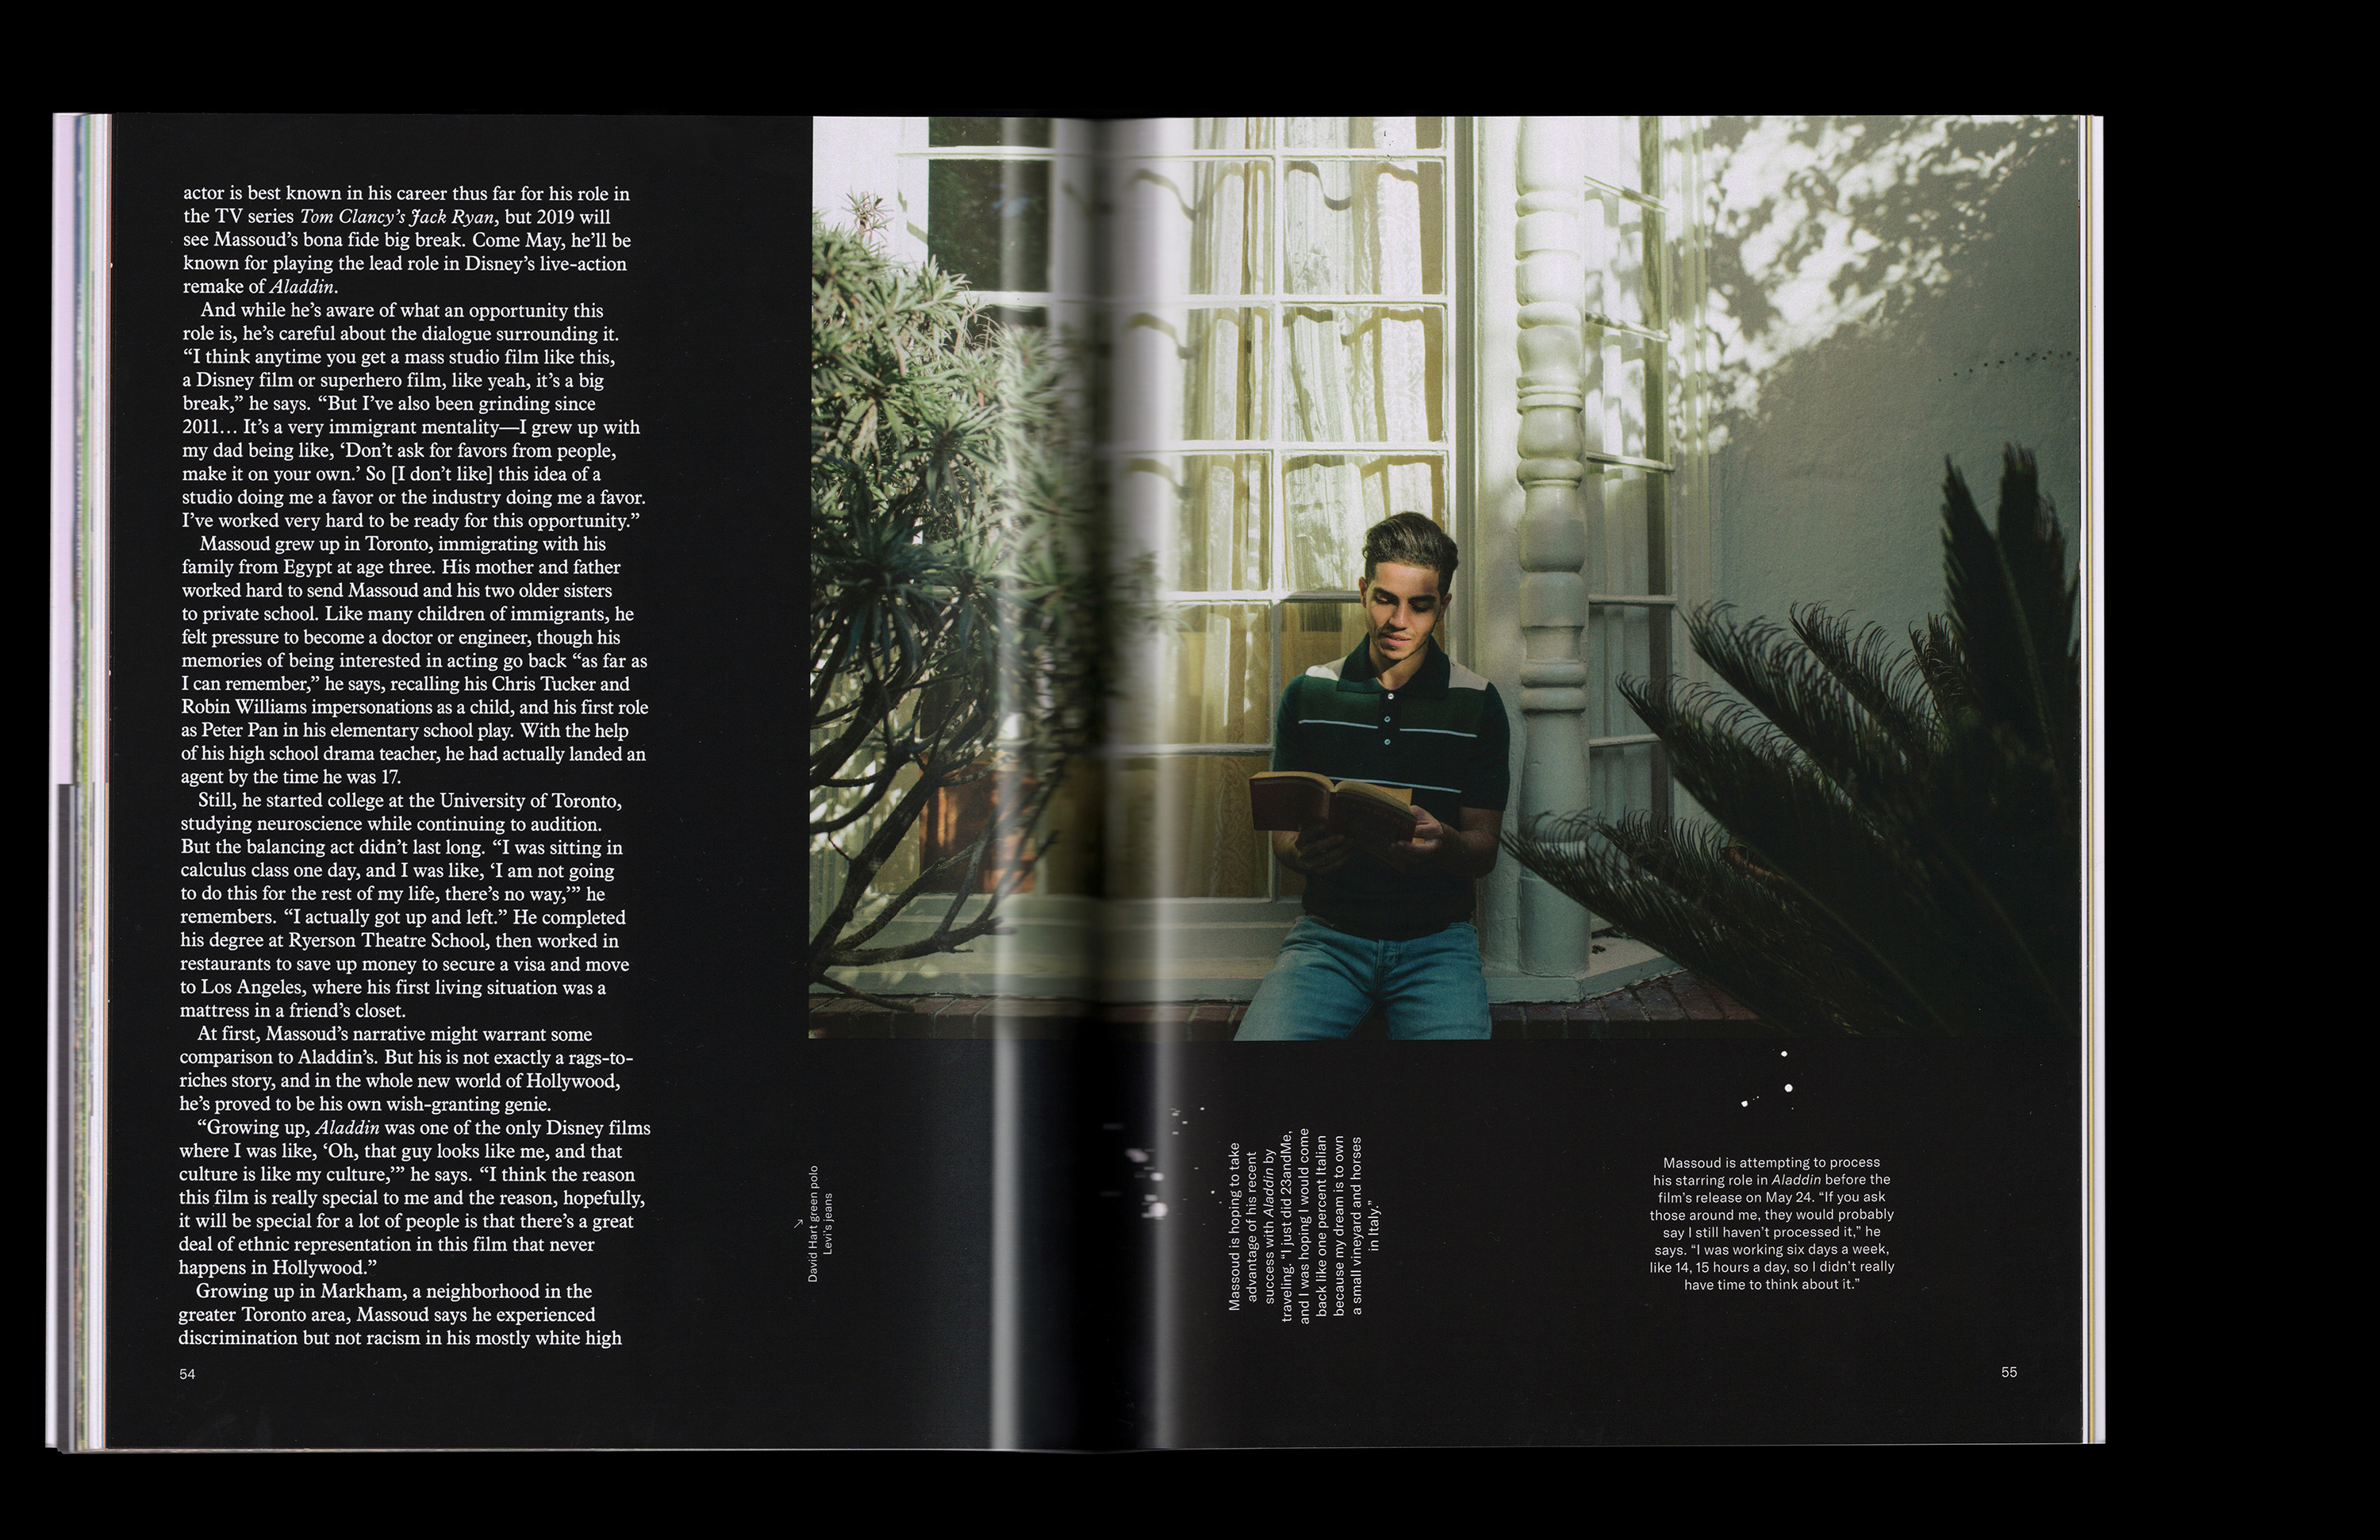 actor is best known in his career thus far for his role in
the TV series Tom Clancy’s Jack Ryan, but 2019 will
see Massoud’s bona fide big break. Come May, he’ll be
known for playing the lead role in Disney’s live-action
remake of Aladdin.
And while he’s aware of what an opportunity this
role is, he’s careful about the dialogue surrounding it.
“I think anytime you get a mass studio film like this,
a Disney film or superhero film, like yeah, it’s a big
break,” he says. “But I’ve also been grinding since
2011… It’s a very immigrant mentality—I grew up with
my dad being like, ‘Don’t ask for favors from people,
make it on your own.’ So [I don’t like] this idea of a
studio doing me a favor or the industry doing me a favor.
I’ve worked very hard to be ready for this opportunity.”
Massoud grew up in Toronto, immigrating with his
family from Egypt at age three. His mother and father
worked hard to send Massoud and his two older sisters
to private school. Like many children of immigrants, he
felt pressure to become a doctor or engineer, though his
memories of being interested in acting go back “as far as
I can remember,” he says, recalling his Chris Tucker and
Robin Williams impersonations as a child, and his first role
as Peter Pan in his elementary school play. With the help
of his high school drama teacher, he had actually landed an
agent by the time he was 17.
Still, he started college at the University of Toronto,
studying neuroscience while continuing to audition.
But the balancing act didn’t last long. “I was sitting in
calculus class one day, and I was like, ‘I am not going
to do this for the rest of my life, there’s no way,’” he
remembers. “I actually got up and left.” He completed
his degree at Ryerson Theatre School, then worked in
restaurants to save up money to secure a visa and move
to Los Angeles, where his first living situation was a
mattress in a friend’s closet.
At first, Massoud’s narrative might warrant some
comparison to Aladdin’s. But his is not exactly a rags-to-
riches story, and in the whole new world of Hollywood,
he’s proved to be his own wish-granting genie.
“Growing up, Aladdin was one of the only Disney films
where I was like, ‘Oh, that guy looks like me, and that
culture is like my culture,’” he says. “I think the reason
this film is really special to me and the reason, hopefully,
it will be special for a lot of people is that there’s a great
deal of ethnic representation in this film that never
happens in Hollywood.”
Growing up in Markham, a neighborhood in the
greater Toronto area, Massoud says he experienced
discrimination but not racism in his mostly white high
54
David Hart green polo
Levi’s jeans
Massoud is hoping to take
advantage of his recent
success with Aladdin by
traveling. “I just did 23andMe,
and I was hoping I would come
back like one percent Italian
because my dream is to own
a small vineyard and horses
in Italy.”
Massoud is attempting to process
his starring role in Aladdin before the
film’s release on May 24. “If you ask
those around me, they would probably
say I still haven’t processed it,” he
says. “I was working six days a week,
like 14, 15 hours a day, so I didn’t really
have time to think about it.”
55